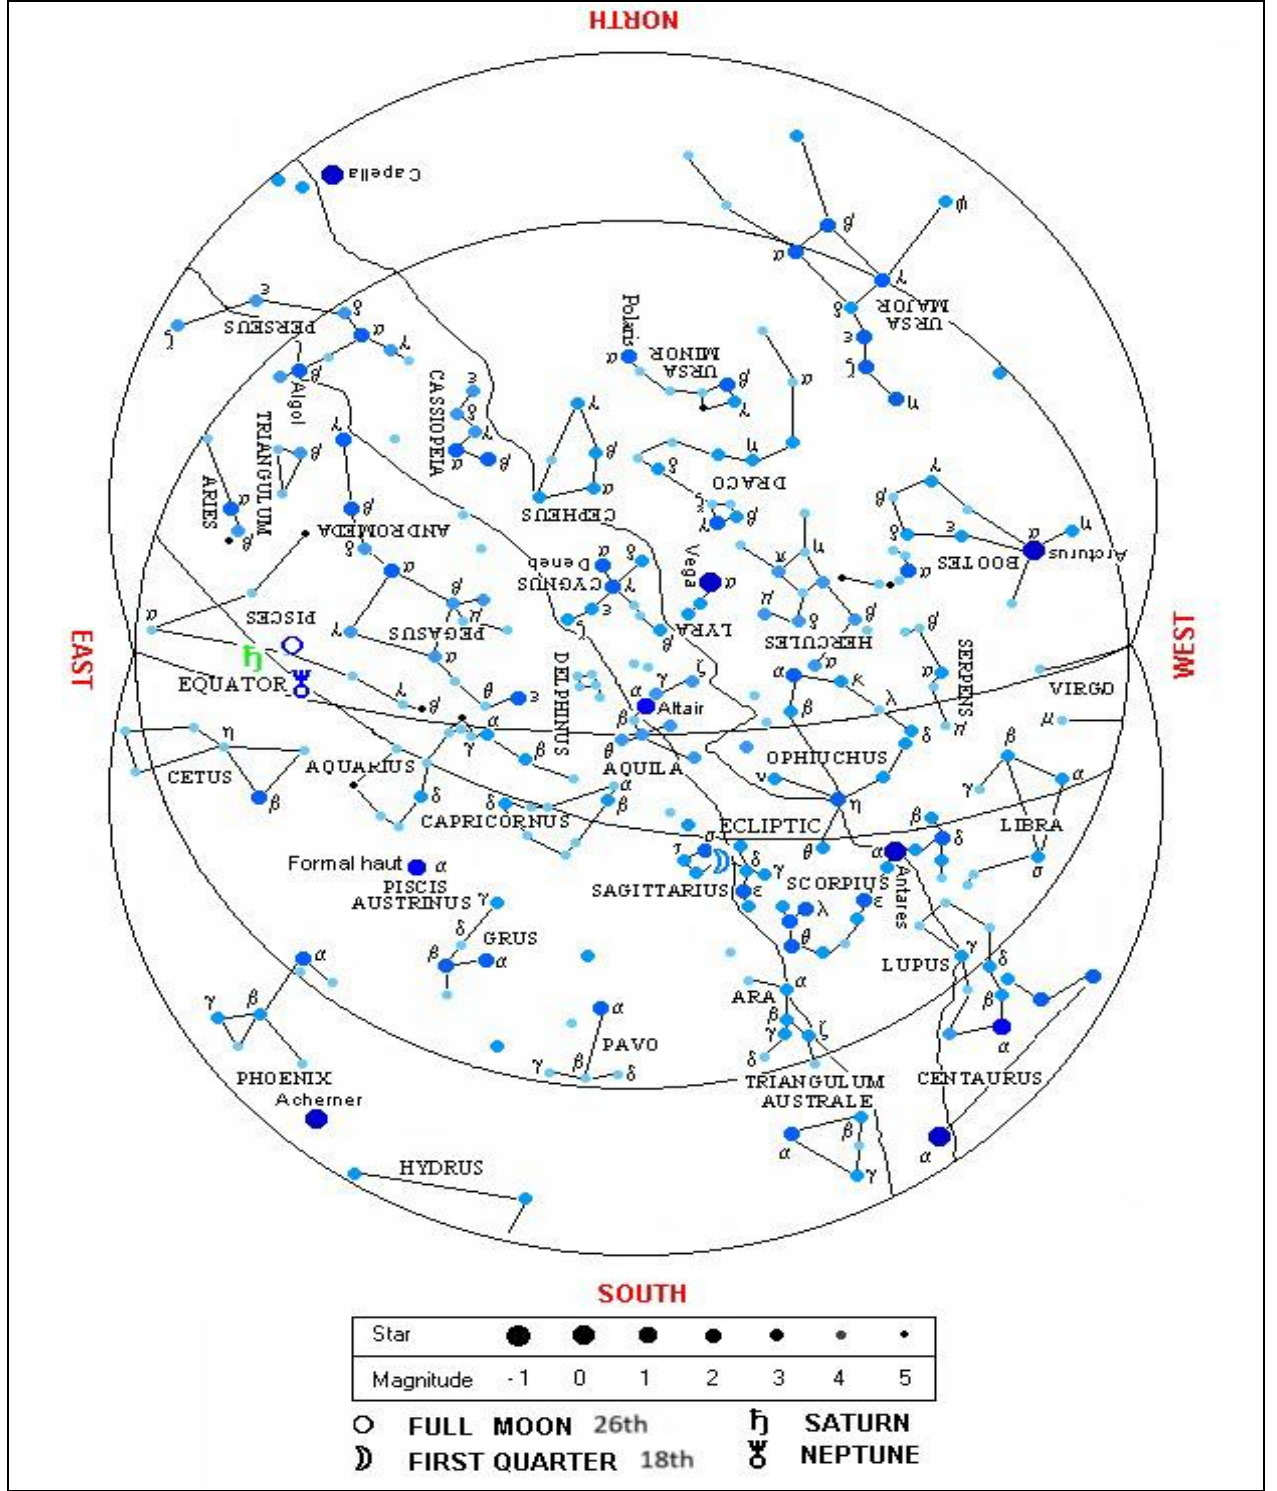 NORTH
Capella
ψ
β
α
γ
URSA
MAJOR
δ
ε
ζ
η
ε
δ
PERSEUS
ζ
α
γ
β
Algol
Polaris
α
URSA
MINOR
β
γ
α
CASSIOPEIA
ε
δ
γ
α
β
γ
β
α
CEPHEUS
η
DRACO
δ
ξ
γ
β
TRIANGULUM
β
γ
ARIES
α
β
β
ANDROMEDA
δ
α
γ
β
δ
ε
BOOTES
α
η
Arcturus
α
Deneb
α
δ
CYGNUS
γ
ε
ζ
Vega
α
LYRA
β
π
η
μ
δ
β
HERCULES
α
β
μ
PEGASUS
γ
α
θ
ε
PISCES
α
EAST
WEST
EQUATOR
λ
β
DELPHINUS
ζ
γ
α
Attair
β
θ
AQUILA
α
κ
β
λ
δ
OPHIUCHUS
ν
η
θ
SERPENS
β
α
μ
VIRGO
μ
η
CETUS
β
AQUARIUS
α
γ
β
δ
CAPRICORNUS
δ
α
β
ECLIPTIC
β
γ
α
LIBRA
σ
Formal haut
α
PISCIS
AUSTRINUS
γ
δ
GRUS
β
α
σ
τ
δ
γ
ε
SAGITTARIUS
SCORPIUS
α
Antares
β
δ
ε
λ
θ
γ
LUPUS
δ
β
α
α
γ
β
PHOENIX
Acherner
α
PAVO
γ
β
δ
ARA
α
β
γ
ζ
δ
TRIANGULUM
AUSTRALE
β
α
γ
CENTAURUS
α
HYDRUS
SOUTH
Star
Magnitude -1 0 1 2 3 4 5
FULL MOON 26th
♄ SATURN
FIRST QUARTER 18th
NEPTUNE